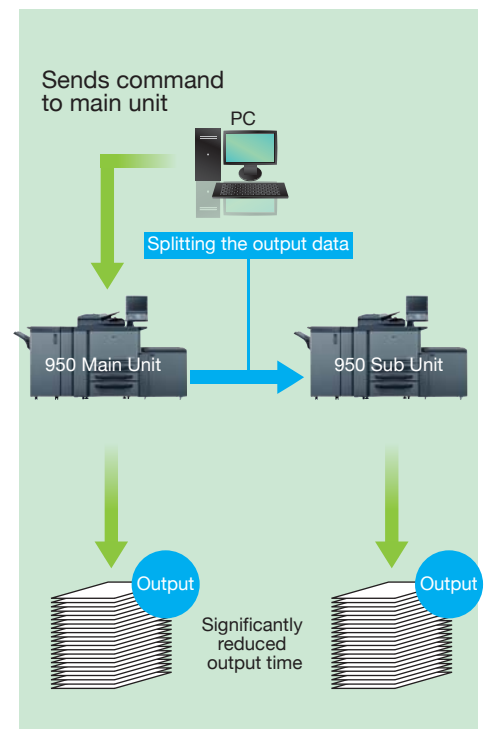 Sends command
to main unit
PC
Splitting the output data
950 Main Unit
950 Sub Unit
Output
Output
Significantly
reduced
output time